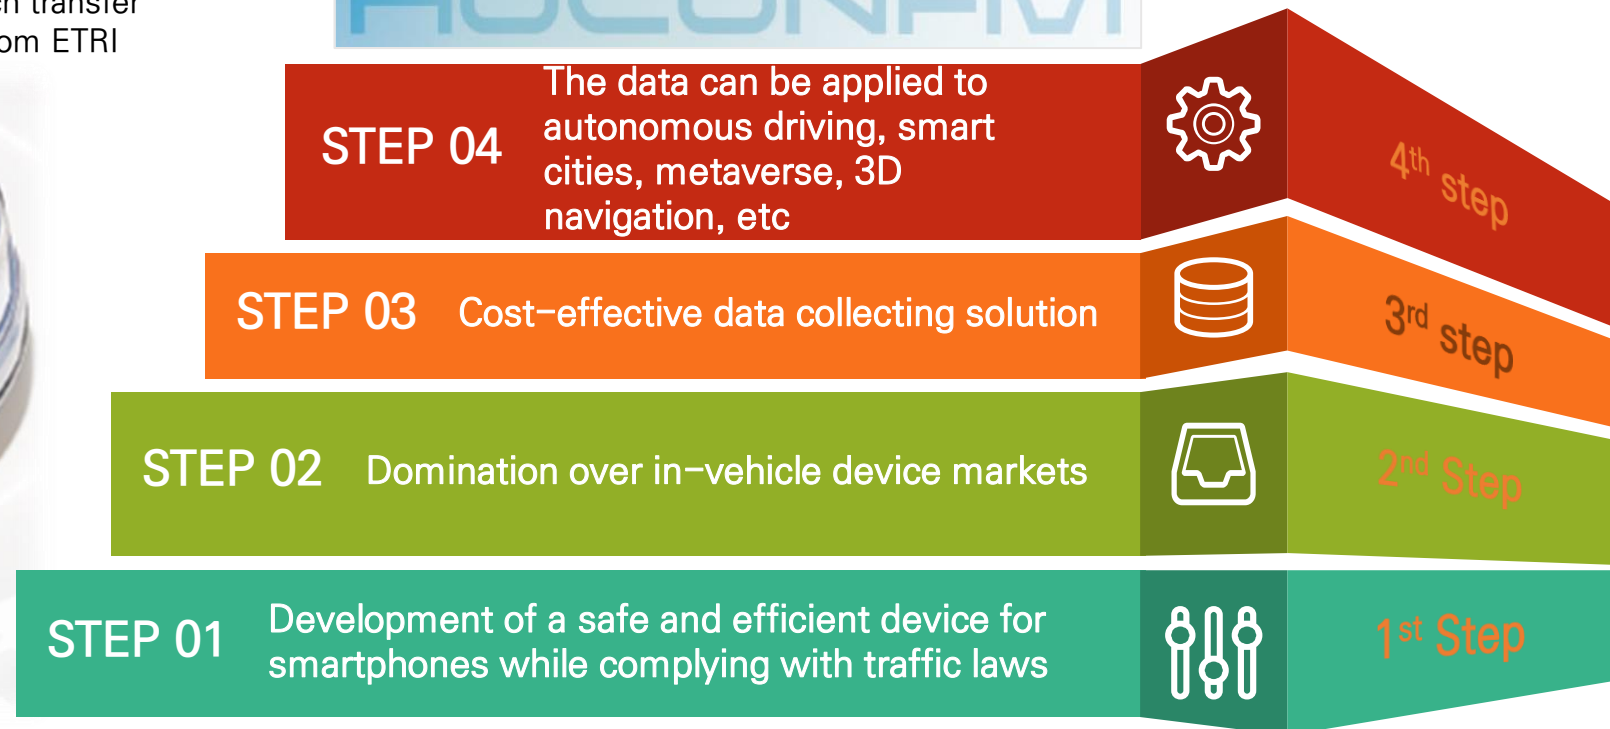 transfer
ETRI
STEP 04
The data can be applied to
autonomous driving, smart
cities, metaverse, 3D
navigation, etc
4th step
STEP 03
Cost-effective data collecting solution
3rd step
STEP 02
Domination over in-vehicle device markets
2nd Step
STEP 01
Development of a safe and efficient device for
smartphones while complying with traffic laws
1st Step